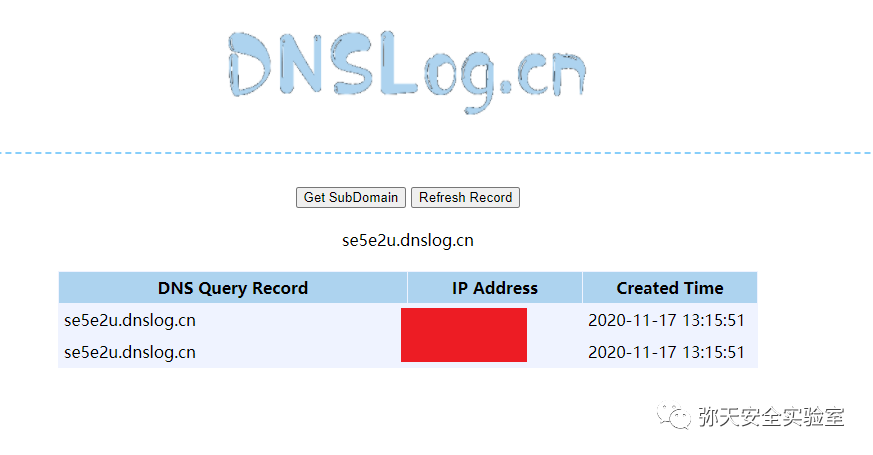 DNSLog.cn
Get SubDomain Refresh Record
se5e2u.dnslog.cn
DNS Query Record IP Address Created Time
se5e2u.dnslog.cn 2020-11-17 13:15:51
se5e2u.dnslog.cn 2020-11-17 13:15:51
弥天安全实验室